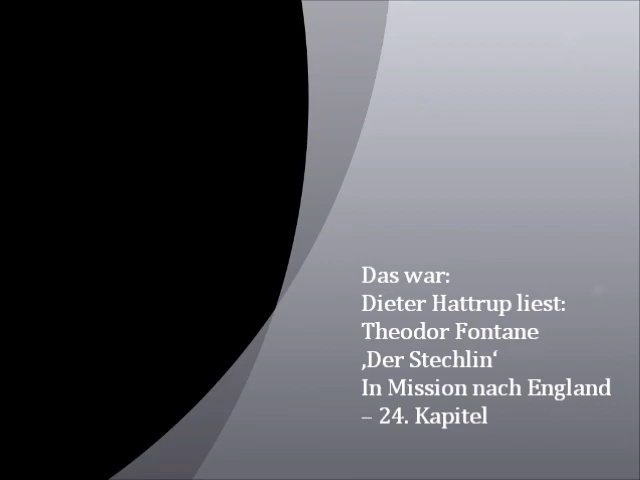 Das war:
Dieter Hattrup liest:
Theodor Fontane
‚Der Stechlin‘
In Mission nach England
– 24. Kapitel